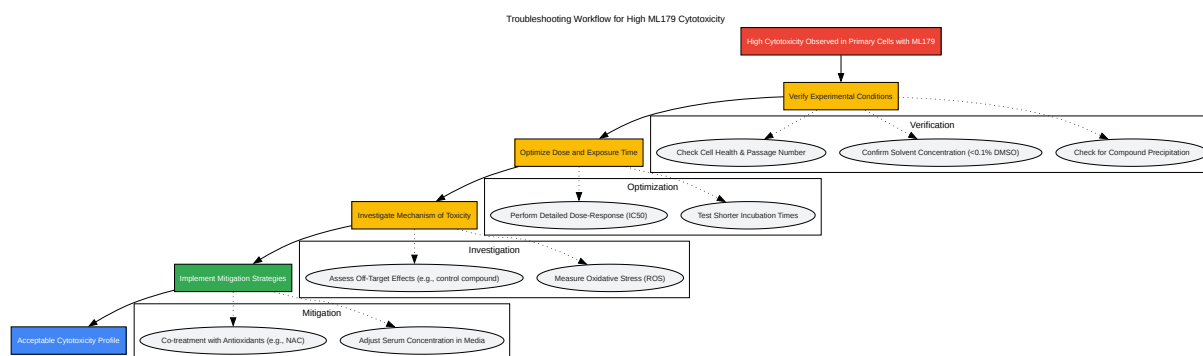 Troubleshooting Workflow for High ML179 Cytotoxicity
High Cytotoxicity Observed in Primary Cells with ML179
Verify Experimental Conditions
Verification
Check Cell Health & Passage Number
Confirm Solvent Concentration (<0.1% DMSO)
Check for Compound Precipitation
Optimize Dose and Exposure Time
Optimization
Perform Detailed Dose-Response (IC50)
Test Shorter Incubation Times
Investigate Mechanism of Toxicity
Investigation
Assess Off-Target Effects (e.g., control compound)
Measure Oxidative Stress (ROS)
Implement Mitigation Strategies
Mitigation
Co-treatment with Antioxidants (e.g., NAC)
Adjust Serum Concentration in Media
Acceptable Cytotoxicity Profile